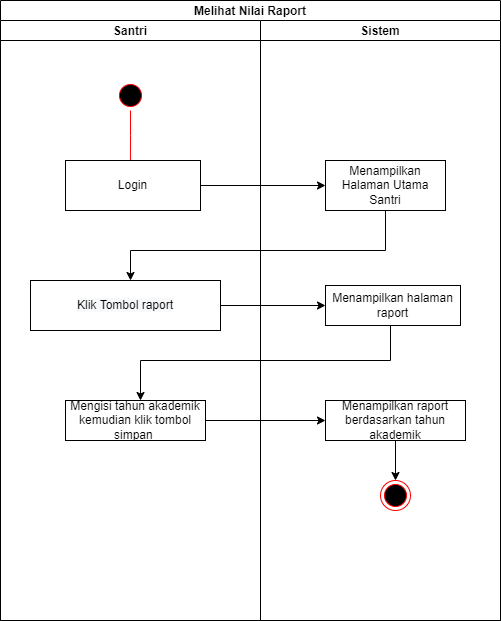 Melihat Nilai Raport
Santri
Sistem
Login
Menampilkan
Halaman Utama
Santri
Klik Tombol raport
Menampilkan halaman
raport
Mengisi tahun akademik
kemudian klik tombol
simpan
Menampilkan raport
berdasarkan tahun
akademik